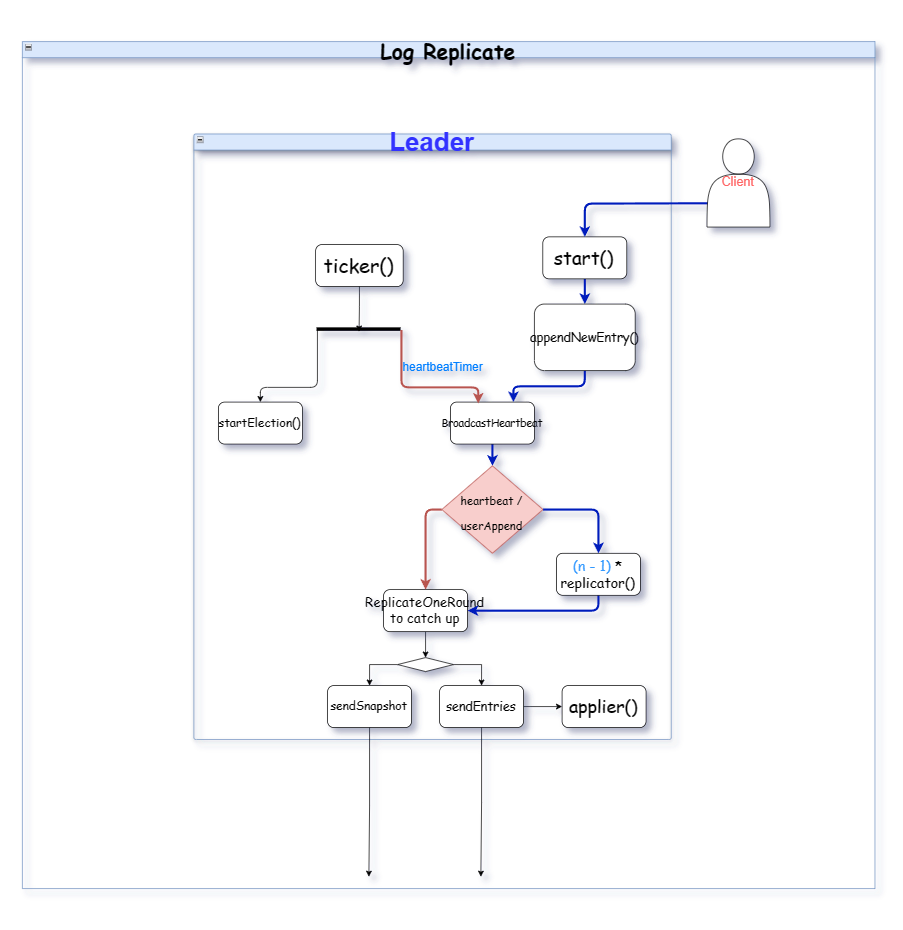 Log Replicate
Leader
Client
start()
ticker()
appendNewEntry()
heartbeatTimer
startElection()
BroadcastHeartbeat
heartbeat /
userAppend
(n - 1) *
replicator()
ReplicateOneRound
to catch up
sendSnapshot
sendEntries
applier()